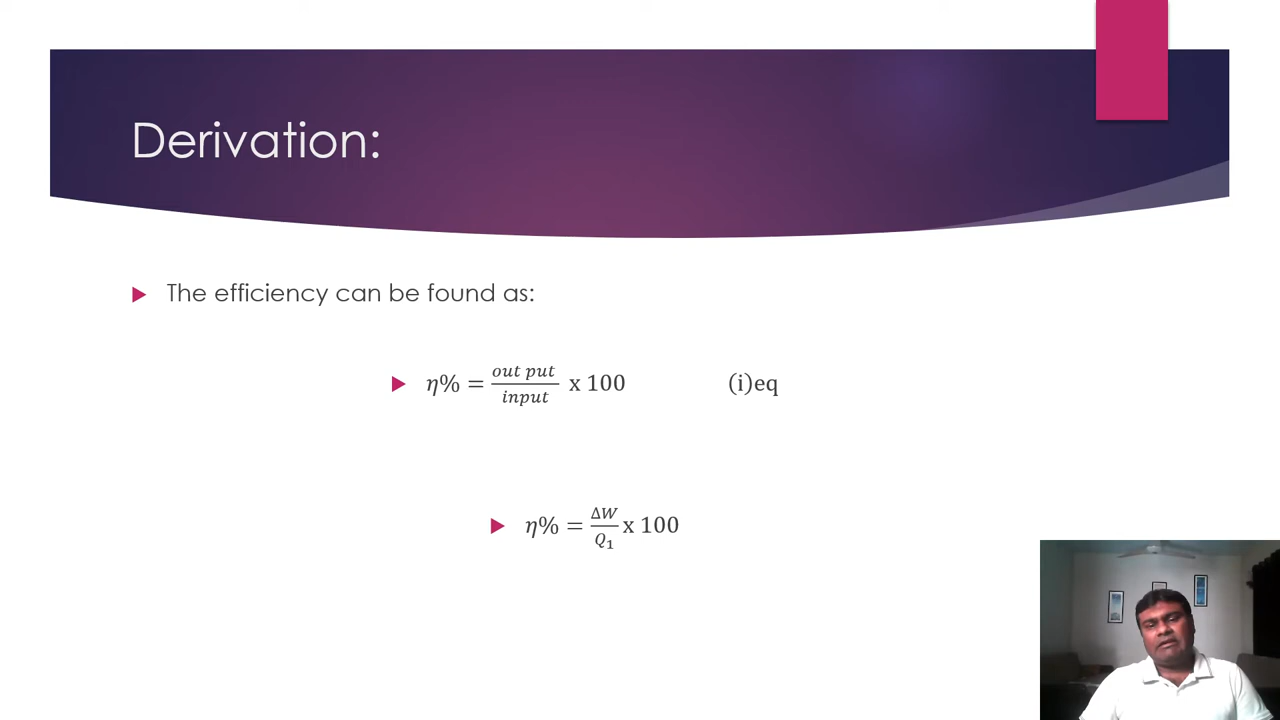 Derivation:
The efficiency can be found as:
η% = out put / input x 100 (i)eq
η% = ΔW / Q₁ x 100